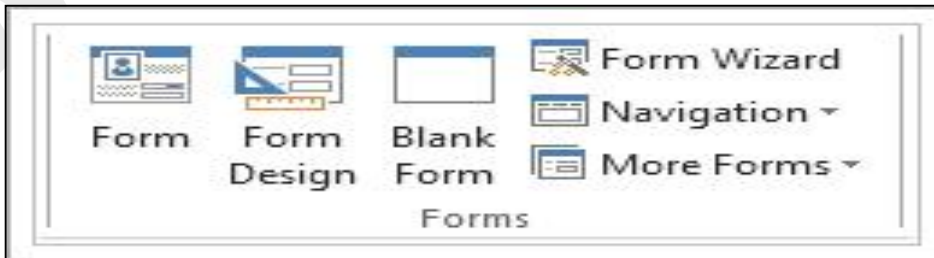 Form
Form Design
Blank Form
Form Wizard
Navigation
More Forms
Forms